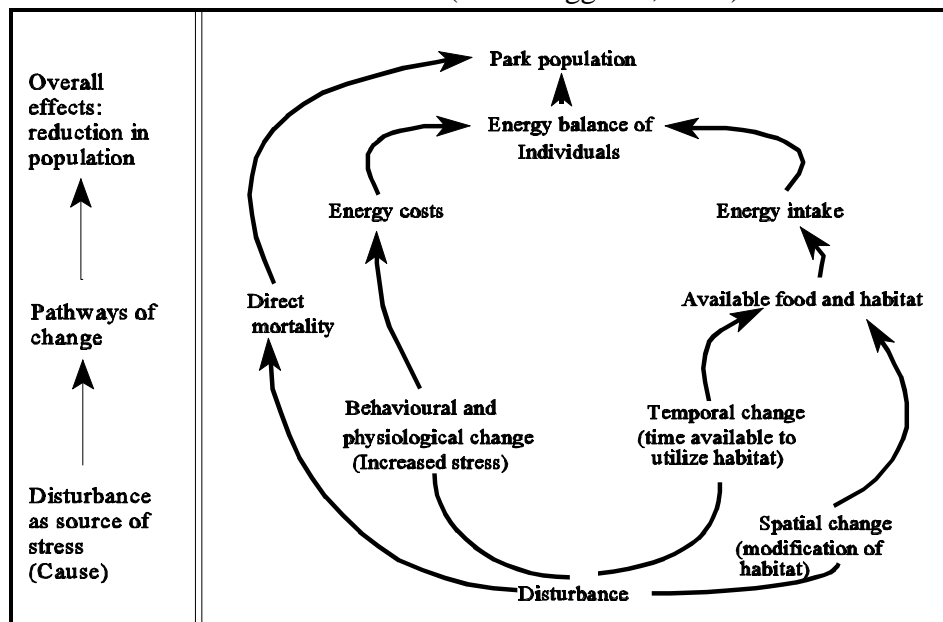 Overall
effects:
reduction in
population
Pathways of
change
Disturbance
as source of
stress
(Cause)
Park population
Energy balance of
Individuals
Energy costs
Energy intake
Direct
mortality
Available food and habitat
Behavioural and
physiological change
(Increased stress)
Temporal change
(time available to
utilize habitat)
Spatial change
(modification of
habitat)
Disturbance